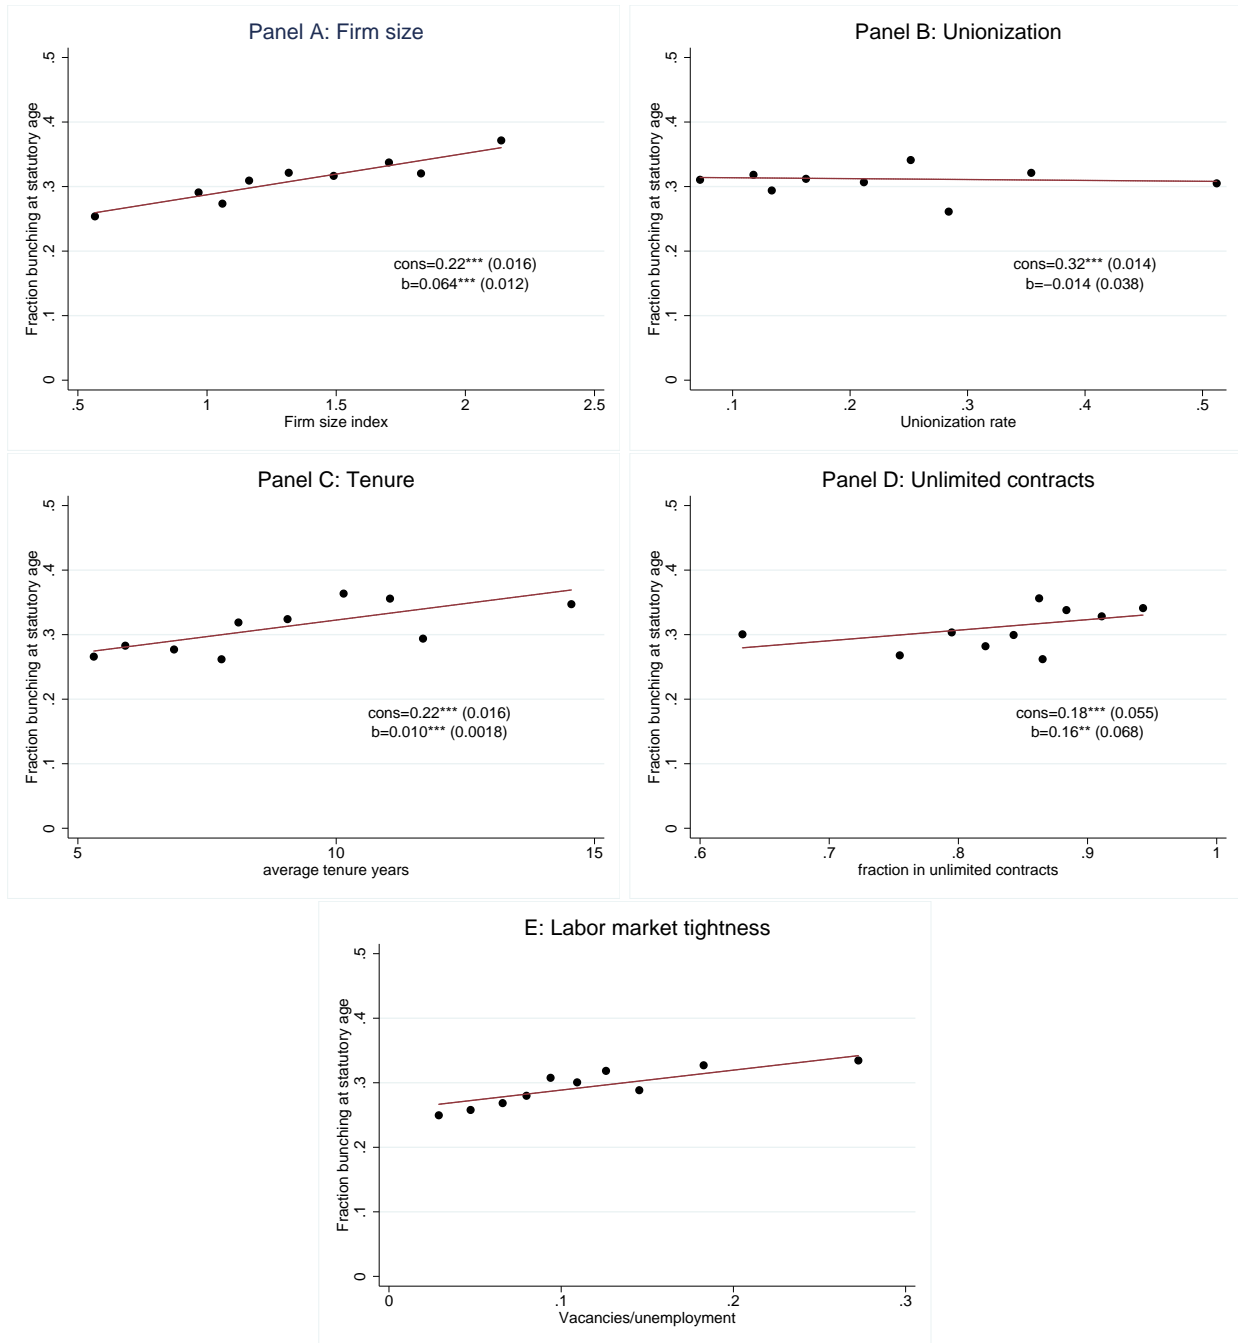 Panel A: Firm size
Fraction bunching at statutory age
.5
.4
.3
.2
.1
0
cons=0.22*** (0.016)
b=0.064*** (0.012)
.5 1 1.5 2 2.5
Firm size index
Panel B: Unionization
Fraction bunching at statutory age
.5
.4
.3
.2
.1
0
cons=0.32*** (0.014)
b=−0.014 (0.038)
.1 .2 .3 .4 .5
Unionization rate
Panel C: Tenure
Fraction bunching at statutory age
.5
.4
.3
.2
.1
0
cons=0.22*** (0.016)
b=0.010*** (0.0018)
5 10 15
average tenure years
Panel D: Unlimited contracts
Fraction bunching at statutory age
.5
.4
.3
.2
.1
0
cons=0.18*** (0.055)
b=0.16** (0.068)
.6 .7 .8 .9 1
fraction in unlimited contracts
E: Labor market tightness
Fraction bunching at statutory age
.5
.4
.3
.2
.1
0
0 .1 .2 .3
Vacancies/unemployment